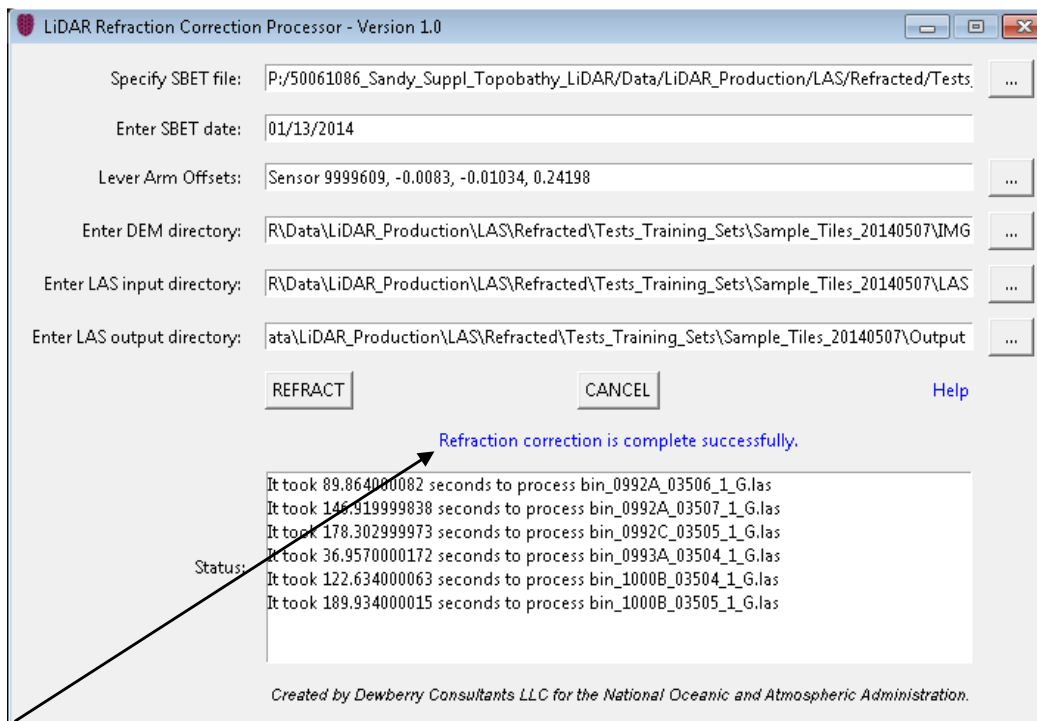 LiDAR Refraction Correction Processor - Version 1.0
Specify SBET file: P:/50061086_Sandy_Suppl_Topobathy_LiDAR/Data/LiDAR_Production/LAS/Refracted/Tests_ ...
Enter SBET date: 01/13/2014
Lever Arm Offsets: Sensor 9999609, -0.0083, -0.01034, 0.24198 ...
Enter DEM directory: R\Data\LiDAR_Production\LAS\Refracted\Tests_Training_Sets\Sample_Tiles_20140507\IMG ...
Enter LAS input directory: R\Data\LiDAR_Production\LAS\Refracted\Tests_Training_Sets\Sample_Tiles_20140507\LAS ...
Enter LAS output directory: ata\LiDAR_Production\LAS\Refracted\Tests_Training_Sets\Sample_Tiles_20140507\Output ...
REFRACT CANCEL Help
Refraction correction is complete successfully.
Status:
It took 89.864000082 seconds to process bin_0992A_03506_1_G.las
It took 146.919999838 seconds to process bin_0992A_03507_1_G.las
It took 178.302999973 seconds to process bin_0992C_03505_1_G.las
It took 36.9570000172 seconds to process bin_0993A_03504_1_G.las
It took 122.634000063 seconds to process bin_1000B_03504_1_G.las
It took 189.934000015 seconds to process bin_1000B_03505_1_G.las
Created by Dewberry Consultants LLC for the National Oceanic and Atmospheric Administration.